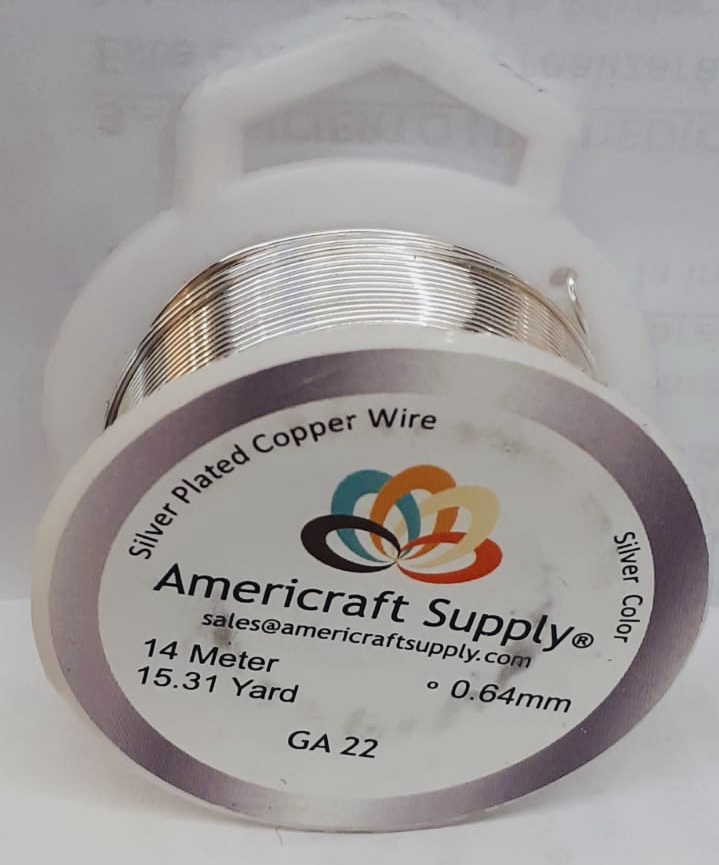 Silver Plated Copper Wire
Silver Color
Americraft Supply®
sales@americraftsupply.com
14 Meter
15.31 Yard
° 0.64mm
GA 22